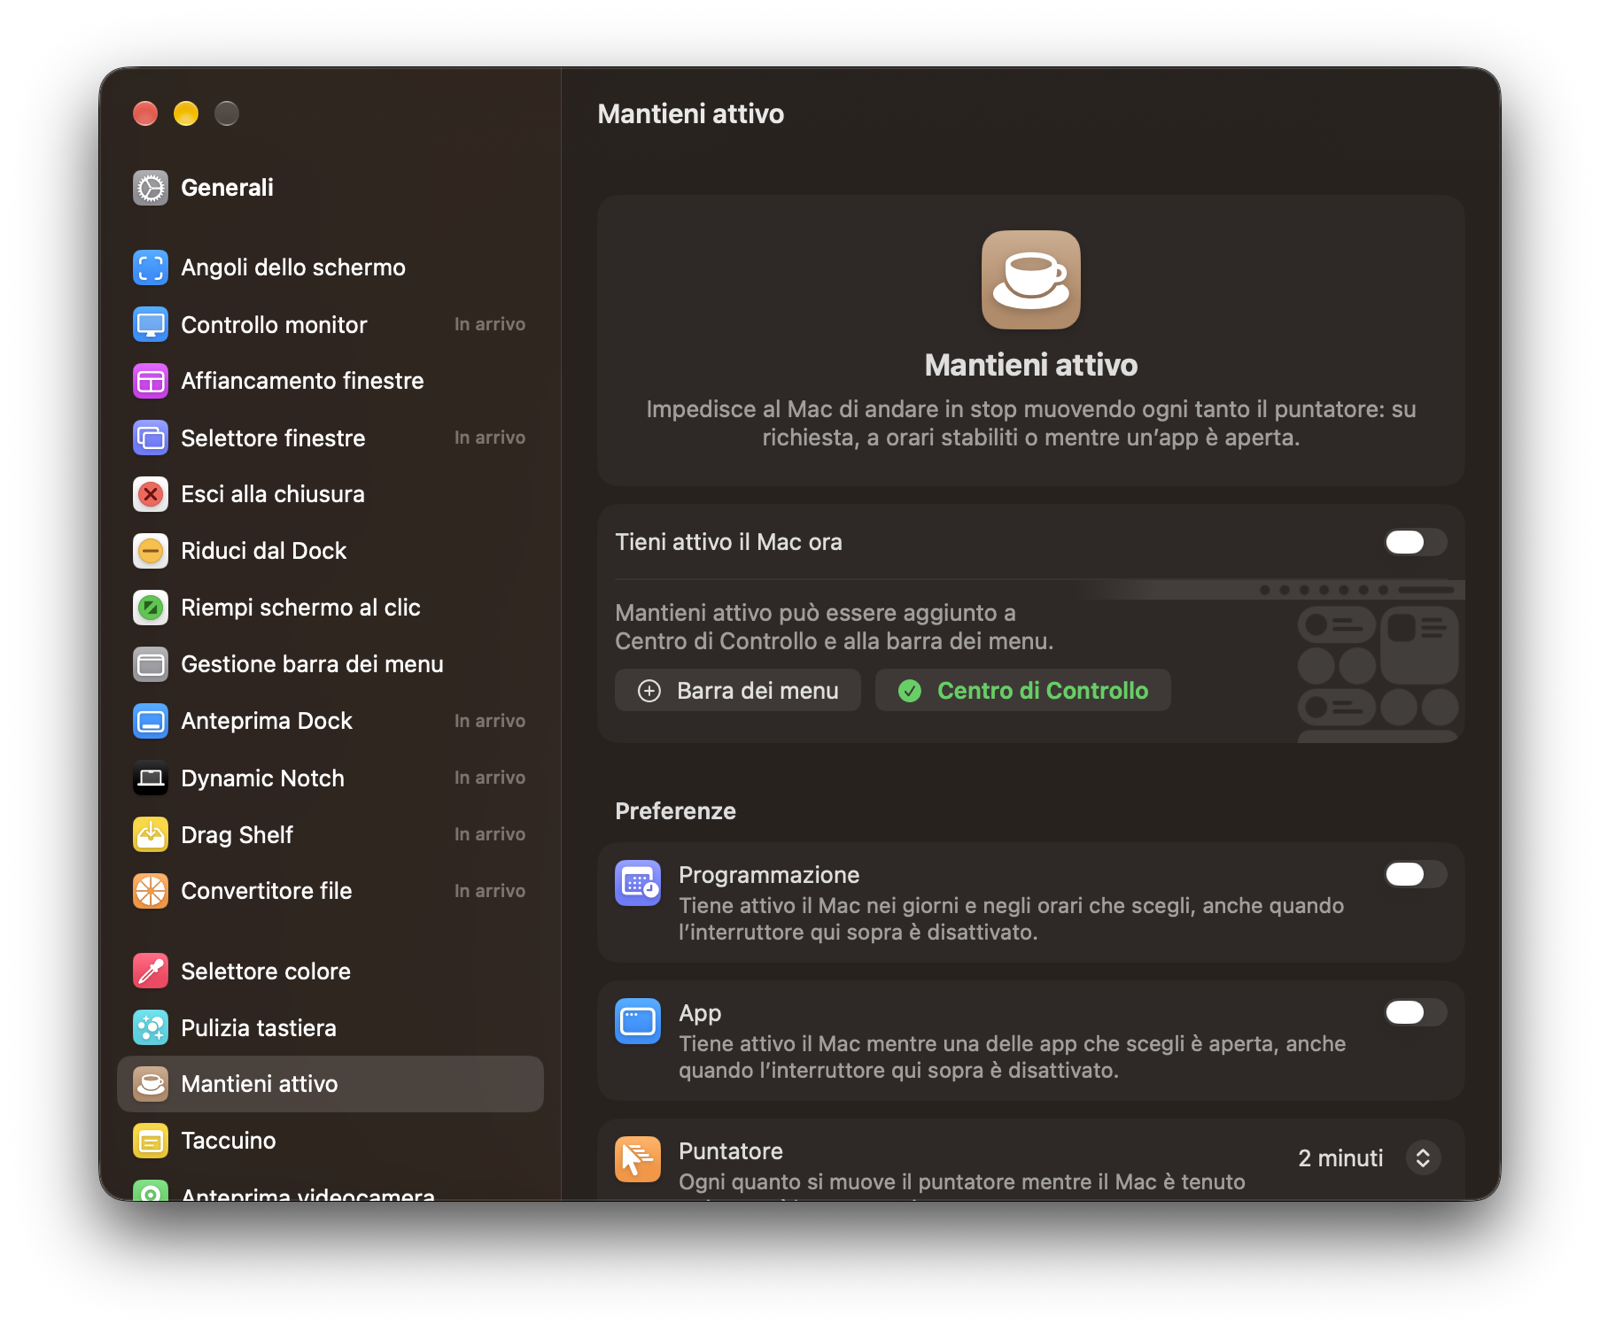 Mantieni attivo
Generali
Angoli dello schermo
Controllo monitor In arrivo
Affiancamento finestre
Selettore finestre In arrivo
Esci alla chiusura
Riduci dal Dock
Riempi schermo al clic
Gestione barra dei menu
Anteprima Dock In arrivo
Dynamic Notch In arrivo
Drag Shelf In arrivo
Convertitore file In arrivo
Selettore colore
Pulizia tastiera
Mantieni attivo
Taccuino
Anteprima videocamera
Mantieni attivo
Impedisce al Mac di andare in stop muovendo ogni tanto il puntatore: su
richiesta, a orari stabiliti o mentre un’app è aperta.
Tieni attivo il Mac ora
Mantieni attivo può essere aggiunto a
Centro di Controllo e alla barra dei menu.
Barra dei menu Centro di Controllo
Preferenze
Programmazione
Tiene attivo il Mac nei giorni e negli orari che scegli, anche quando
l’interruttore qui sopra è disattivato.
App
Tiene attivo il Mac mentre una delle app che scegli è aperta, anche
quando l’interruttore qui sopra è disattivato.
Puntatore 2 minuti
Ogni quanto si muove il puntatore mentre il Mac è tenuto